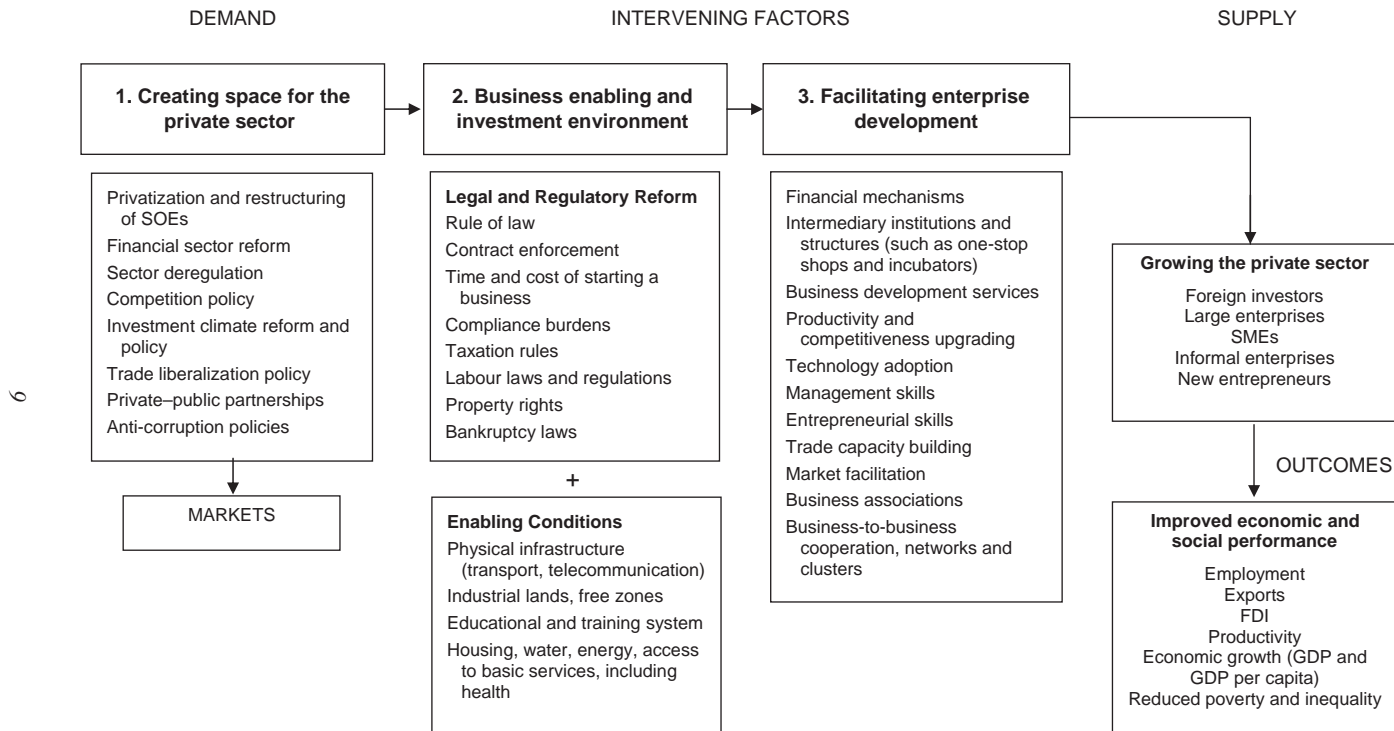 DEMAND
INTERVENING FACTORS
SUPPLY
1. Creating space for the
private sector
2. Business enabling and
investment environment
3. Facilitating enterprise
development
Privatization and restructuring
of SOEs
Financial sector reform
Sector deregulation
Competition policy
Investment climate reform and
policy
Trade liberalization policy
Private–public partnerships
Anti-corruption policies
MARKETS
Legal and Regulatory Reform
Rule of law
Contract enforcement
Time and cost of starting a
business
Compliance burdens
Taxation rules
Labour laws and regulations
Property rights
Bankruptcy laws
+
Enabling Conditions
Physical infrastructure
(transport, telecommunication)
Industrial lands, free zones
Educational and training system
Housing, water, energy, access
to basic services, including
health
Financial mechanisms
Intermediary institutions and
structures (such as one-stop
shops and incubators)
Business development services
Productivity and
competitiveness upgrading
Technology adoption
Management skills
Entrepreneurial skills
Trade capacity building
Market facilitation
Business associations
Business-to-business
cooperation, networks and
clusters
Growing the private sector
Foreign investors
Large enterprises
SMEs
Informal enterprises
New entrepreneurs
OUTCOMES
Improved economic and
social performance
Employment
Exports
FDI
Productivity
Economic growth (GDP and
GDP per capita)
Reduced poverty and inequality